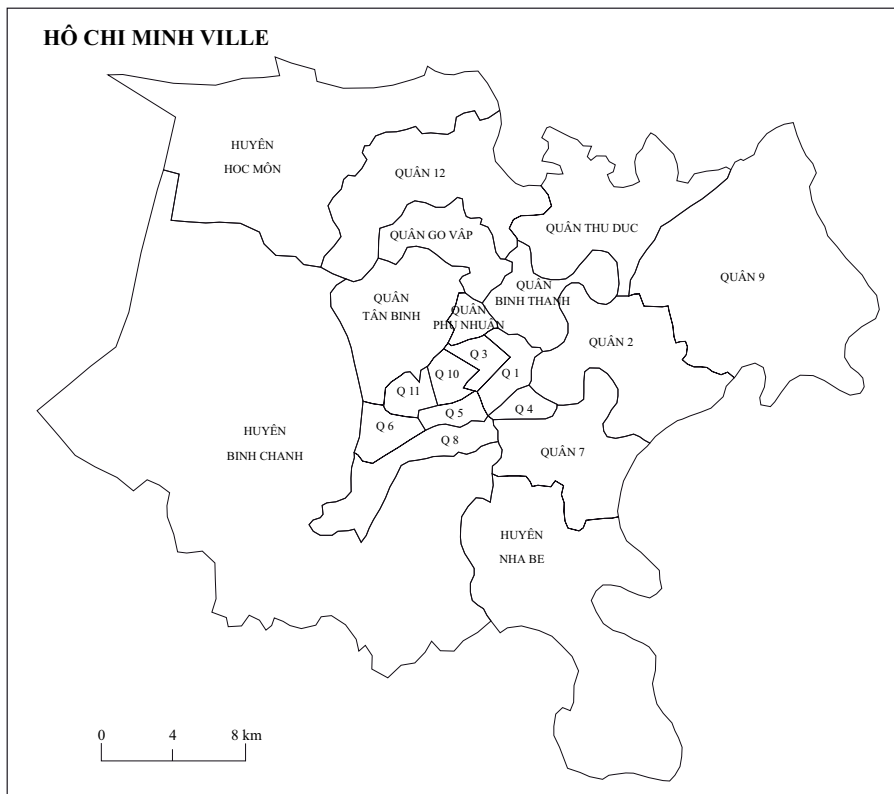 HÔ CHI MINH VILLE
HUYÊN
HOC MÔN
QUÂN 12
QUÂN GO VÂP
QUÂN THU DUC
QUÂN 9
QUÂN
BINH THANH
QUÂN
TÂN BINH
QUÂN
PHU NHUÂN
QUÂN 2
Q 3
Q 10
Q 1
Q 11
Q 5
Q 4
Q 6
Q 8
HUYÊN
BINH CHANH
QUÂN 7
HUYÊN
NHA BE
0 4 8 km